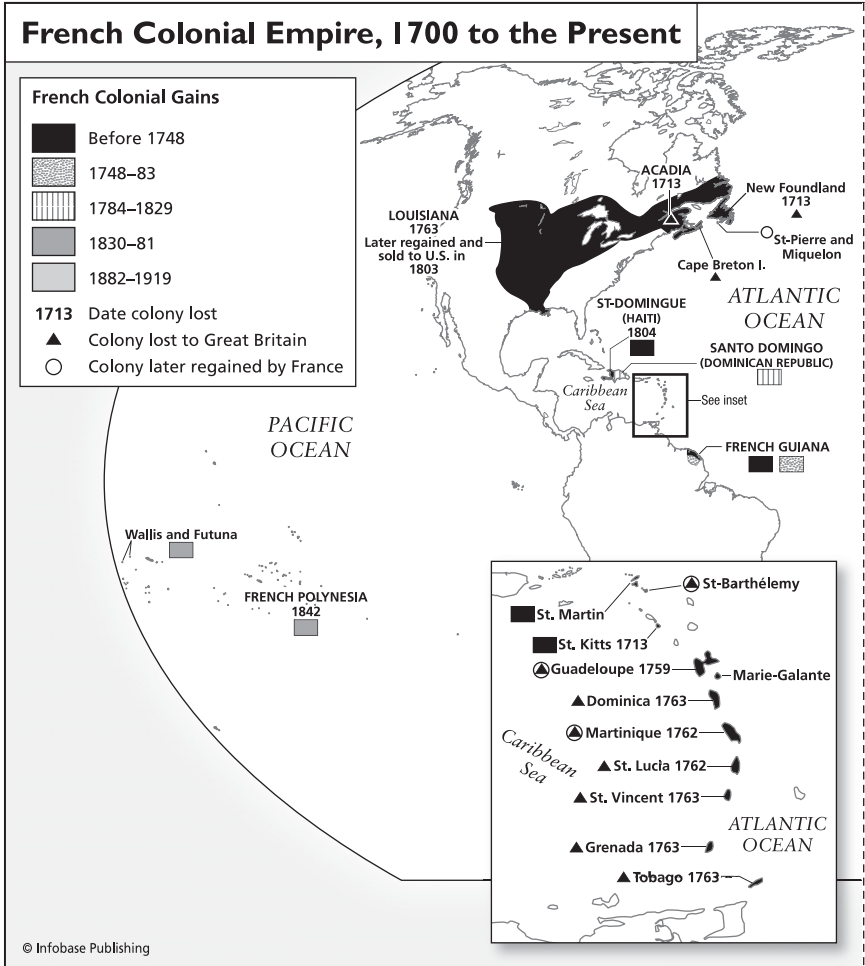 French Colonial Empire, 1700 to the Present
French Colonial Gains
Before 1748
1748–83
1784–1829
1830–81
1882–1919
1713 Date colony lost
Colony lost to Great Britain
Colony later regained by France
ACADIA
1713
New Foundland
1713
LOUISIANA
1763
Later regained and
sold to U.S. in
1803
St-Pierre and
Miquelon
Cape Breton I.
ATLANTIC
OCEAN
ST-DOMINGUE
(HAITI)
1804
SANTO DOMINGO
(DOMINICAN REPUBLIC)
Caribbean
Sea
See inset
PACIFIC
OCEAN
FRENCH GUIANA
Wallis and Futuna
FRENCH POLYNESIA
1842
St-Barthélemy
St. Martin
St. Kitts 1713
Guadeloupe 1759
Marie-Galante
Dominica 1763
Martinique 1762
Caribbean
Sea
St. Lucia 1762
St. Vincent 1763
ATLANTIC
OCEAN
Grenada 1763
Tobago 1763
© Infobase Publishing